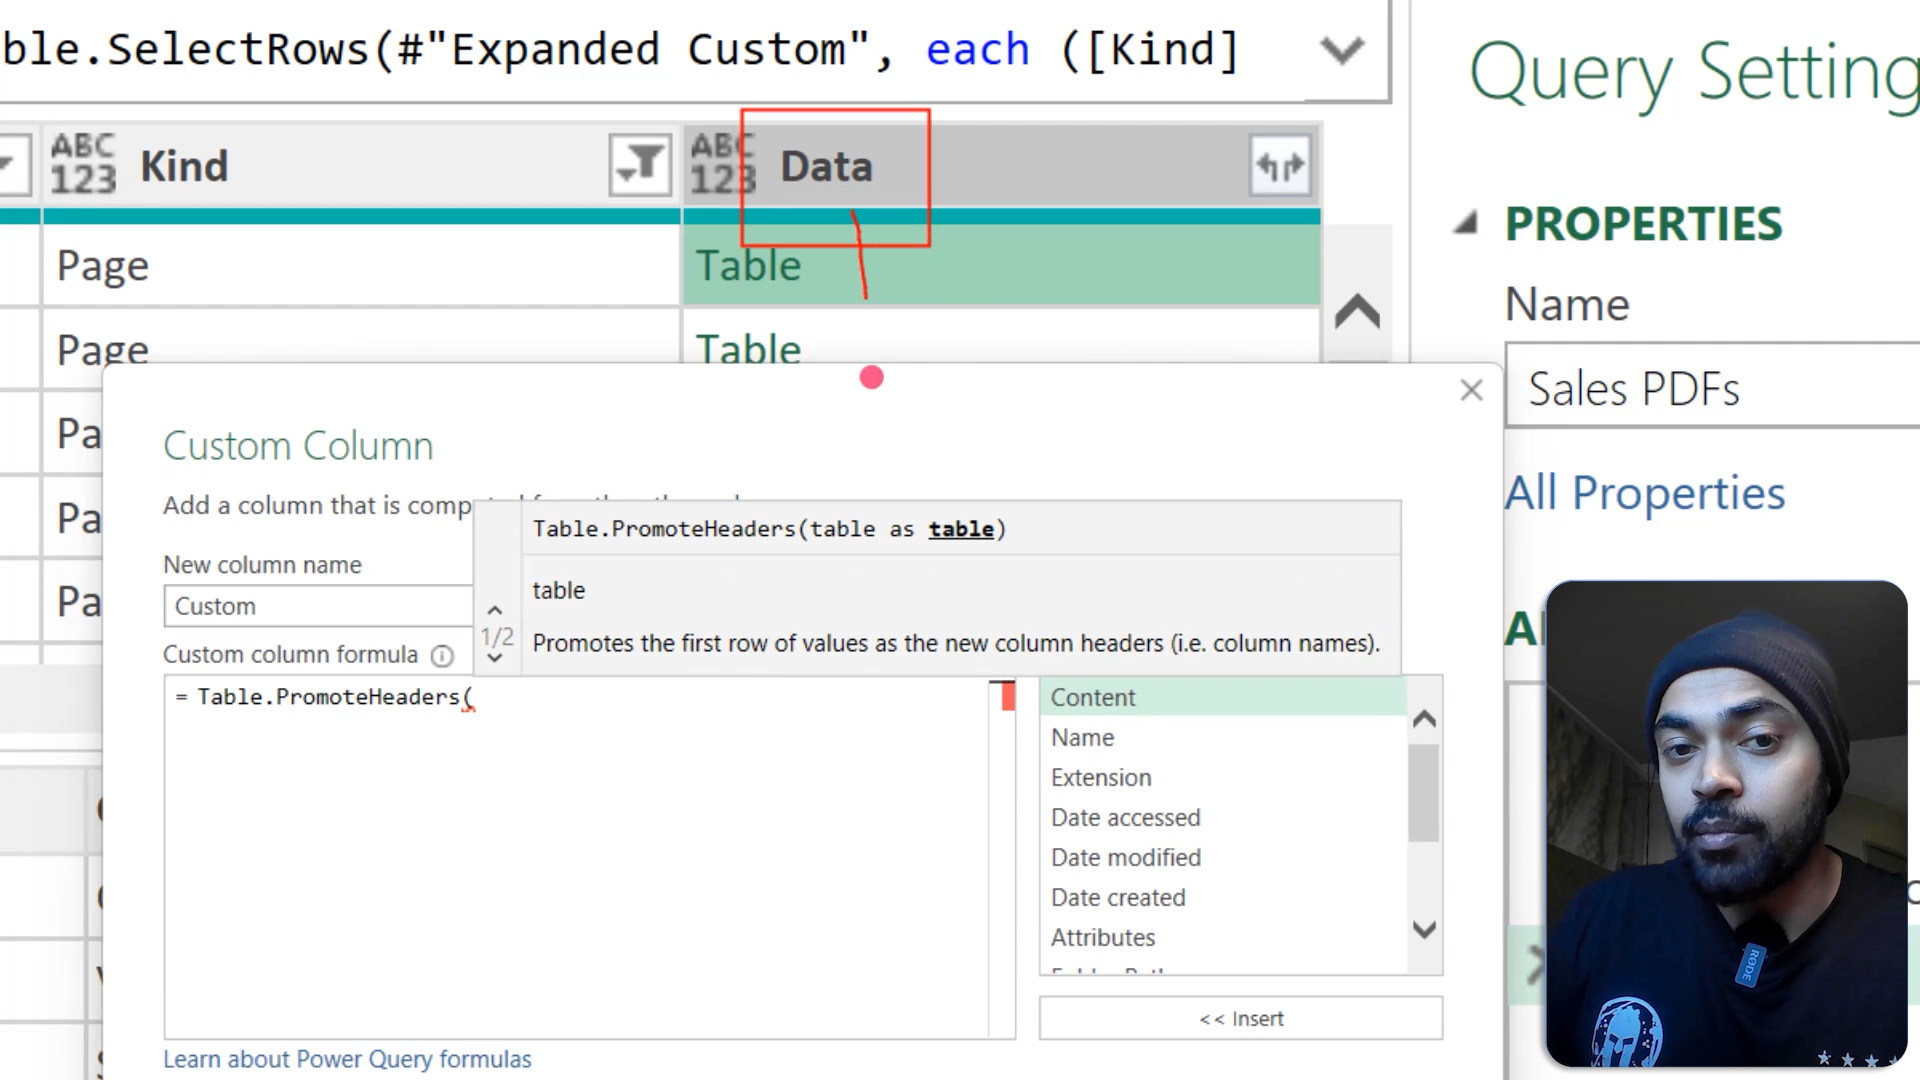 ble.SelectRows(#"Expanded Custom", each ([Kind]
Query Setting
ABC
123 Kind
ABC
123 Data
PROPERTIES
Page
Table
Name
Page
Table
Sales PDFs
Pa
Custom Column
All Properties
Pa
Add a column that is comp
Table.PromoteHeaders(table as table)
New column name
table
Pa
Custom
1/2
Promotes the first row of values as the new column headers (i.e. column names).
Custom column formula
= Table.PromoteHeaders(
Content
Name
Extension
Date accessed
Date modified
Date created
Attributes
<< Insert
Learn about Power Query formulas
RODE